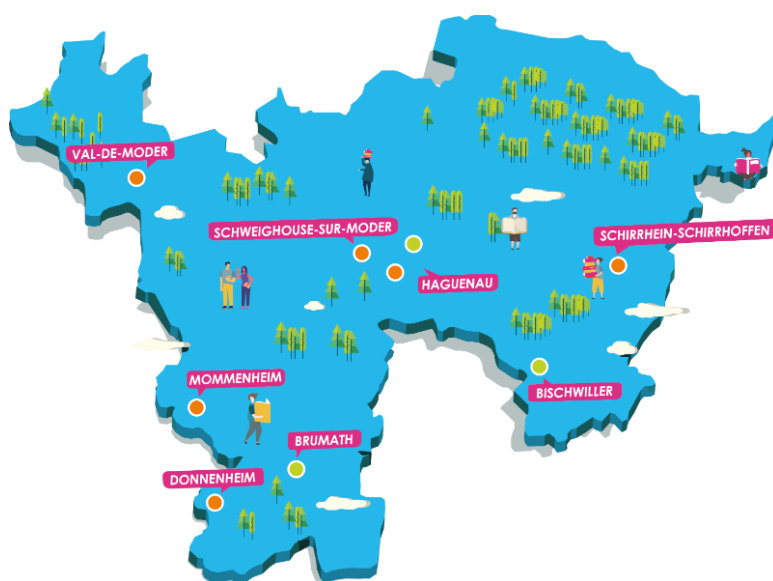 VAL-DE-MODER
SCHWEIGHOUSE-SUR-MODER
SCHIRRHEIN-SCHIRRHOFFEN
HAGUENAU
MOMMENHEIM
BISCHWILLER
BRUMATH
DONNENHEIM